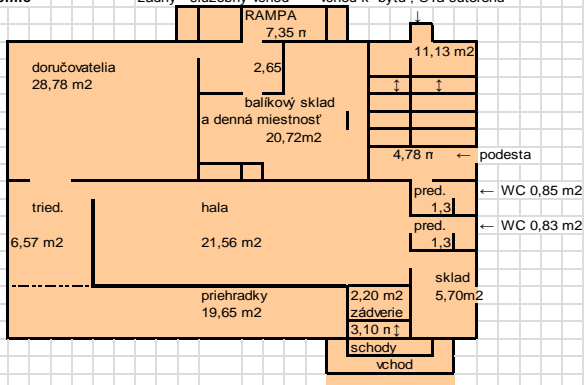 RAMPA
7,35 m
11,13 m2
doručovatelia
28,78 m2
2,65
↕ ↕
balíkový sklad
a denná miestnosť
20,72m2
4,78 m ← podesta
pred. ← WC 0,85 m2
1,3
tried.
hala
pred. ← WC 0,83 m2
1,3
6,57 m2
21,56 m2
sklad
5,70m2
priehradky
19,65 m2
2,20 m2
zádverie
3,10 m ↕
schody
vchod